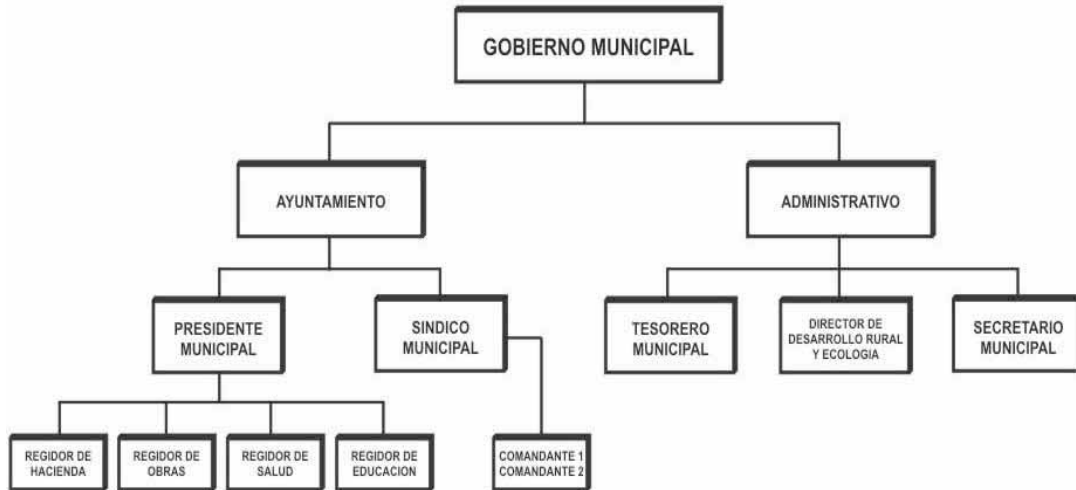 GOBIERNO MUNICIPAL
AYUNTAMIENTO
ADMINISTRATIVO
PRESIDENTE
MUNICIPAL
SINDICO
MUNICIPAL
TESORERO
MUNICIPAL
DIRECTOR DE
DESARROLLO RURAL
Y ECOLOGIA
SECRETARIO
MUNICIPAL
REGIDOR DE
HACIENDA
REGIDOR DE
OBRAS
REGIDOR DE
SALUD
REGIDOR DE
EDUCACION
COMANDANTE 1
COMANDANTE 2